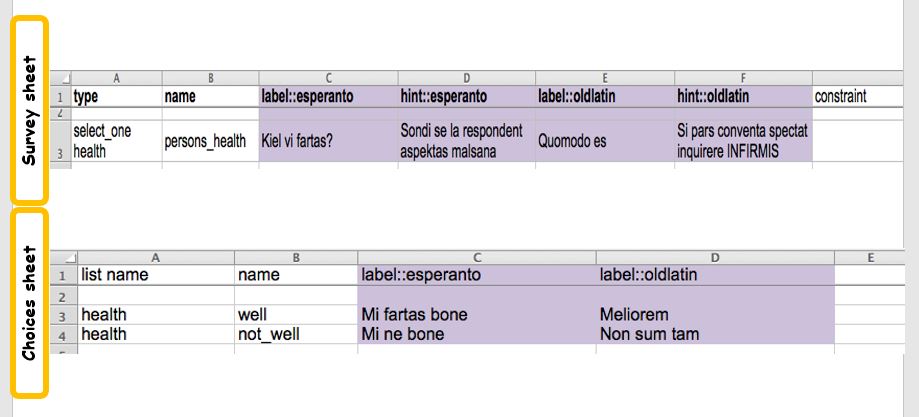 Survey sheet
A B C D E F
1 type name label::esperanto hint::esperanto label::oldlatin hint::oldlatin constraint
2
select_one Sondi se la respondent Si pars conventa spectat
3 health persons_health Kiel vi fartas? aspektas malsana Quomodo es inquirere INFIRMIS
Choices sheet
A B C D E
1 list name name label::esperanto label::oldlatin
2
3 health well Mi fartas bone Meliorem
4 health not_well Mi ne bone Non sum tam